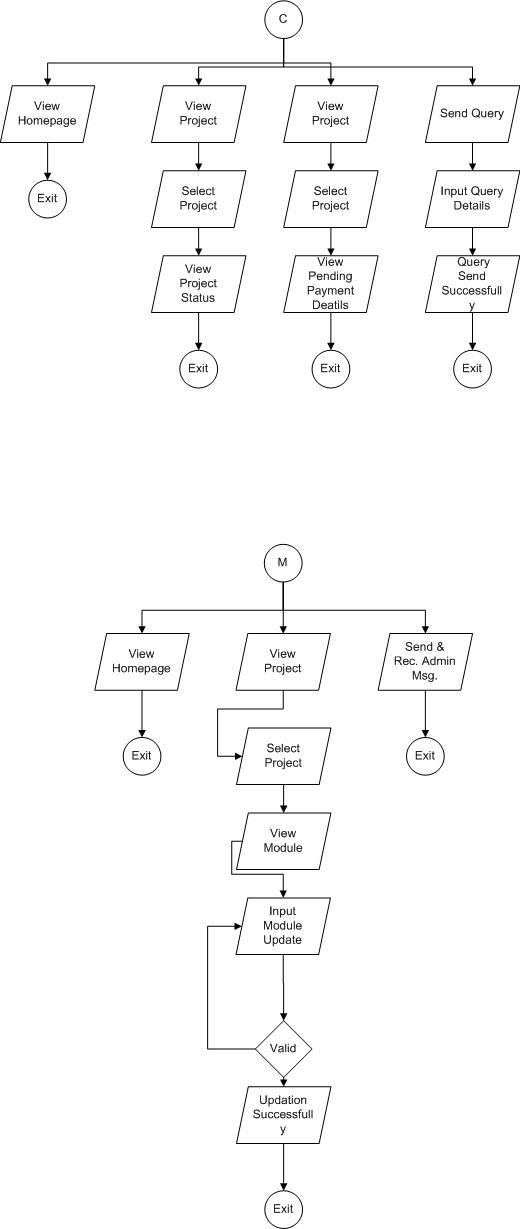 C
View
Homepage
View
Project
View
Project
Send Query
Exit
Select
Project
Select
Project
Input Query
Details
View
Project
Status
View
Pending
Payment
Deatils
Query
Send
Successfull
y
Exit
Exit
Exit
M
View
Homepage
View
Project
Send &
Rec. Admin
Msg.
Exit
Select
Project
Exit
View
Module
Input
Module
Update
Valid
Updation
Successfull
y
Exit